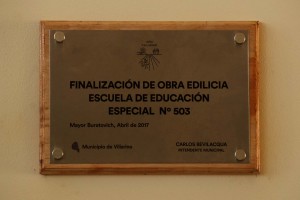 FINALIZACIÓN DE OBRA EDILICIA
ESCUELA DE EDUCACIÓN
ESPECIAL Nº 503
Mayor Buratovich, Abril de 2017
Municipio de Villarino
CARLOS BEVILACQUA
INTENDENTE MUNICIPAL